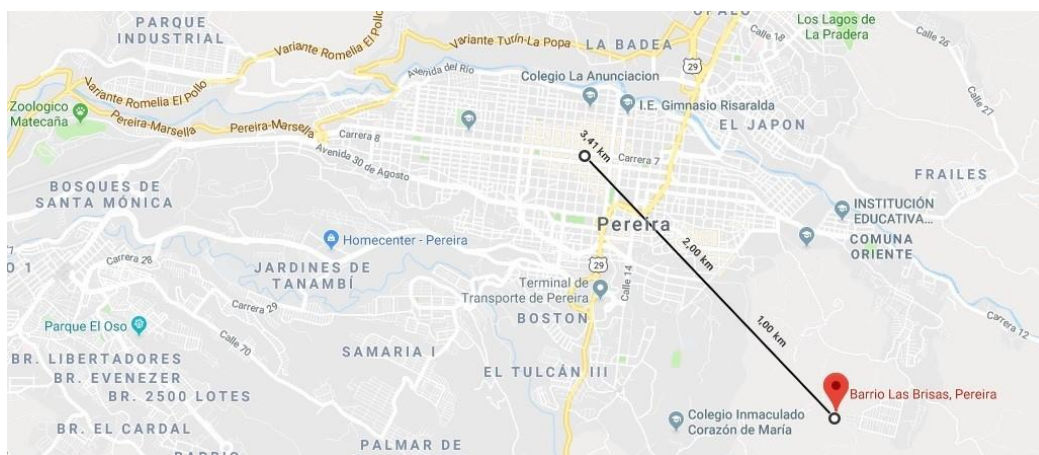 PARQUE
INDUSTRIAL
Variante Romelia El Pollo
Variante Turín-La Popa
LA BADEA
29
Calle 18
Los Lagos de
La Pradera
Calle 26
Variante Romelia El Pollo
Avenida del Rio
Colegio La Anunciacion
Calle 27
Zoologico
Matecaña
Pereira-Marsella
Pereira-Marsella
I.E. Gimnasio Risaralda
EL JAPON
Carrera 8
3,41 km
Carrera 7
Avenida 30 de Agosto
FRAILES
BOSQUES DE
SANTA MÓNICA
INSTITUCIÓN
EDUCATIVA...
Pereira
Homecenter - Pereira
2,00 km
COMUNA
ORIENTE
Carrera 28
JARDINES DE
TANAMBÍ
29
Calle 14
Terminal de
Transporte de Pereira
BOSTON
Carrera 29
Carrera 12
Parque El Oso
Calle 70
1,00 km
BR. LIBERTADORES
SAMARIA I
BR. EVENEZER
EL TULCÁN III
BR. 2500 LOTES
Barrio Las Brisas, Pereira
Colegio Inmaculado
Corazón de María
BR. EL CARDAL
PALMAR DE